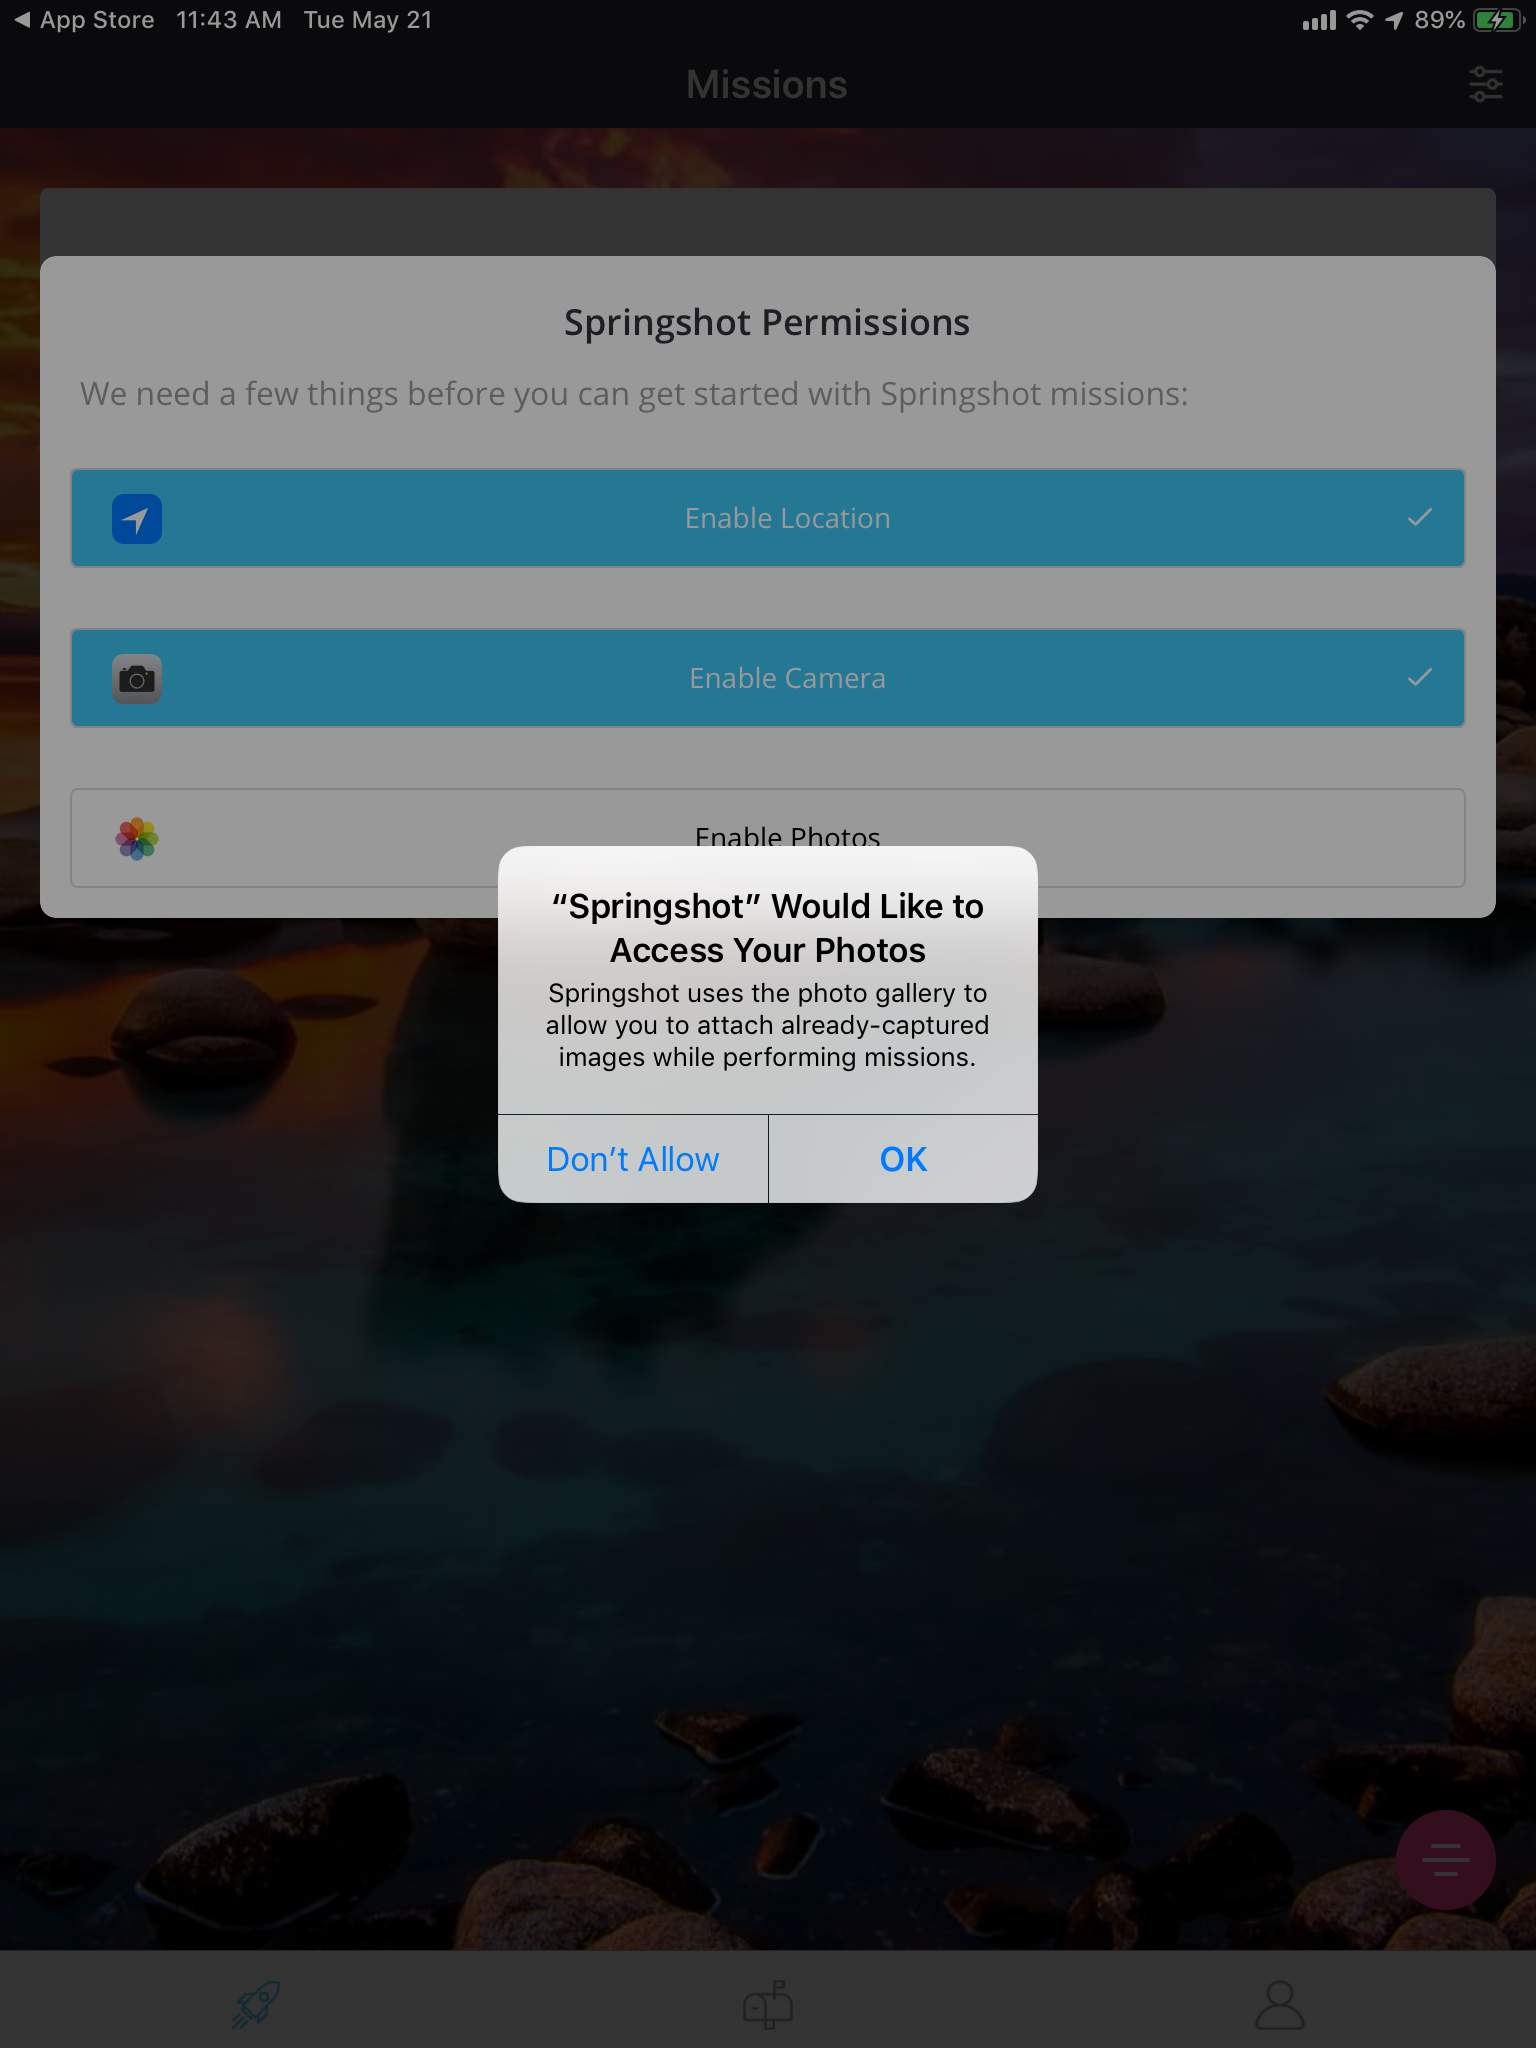 App Store 11:43 AM Tue May 21 89%
Missions
Springshot Permissions
We need a few things before you can get started with Springshot missions:
Enable Location
Enable Camera
Enable Photos
“Springshot” Would Like to
Access Your Photos
Springshot uses the photo gallery to
allow you to attach already-captured
images while performing missions.
Don’t Allow OK